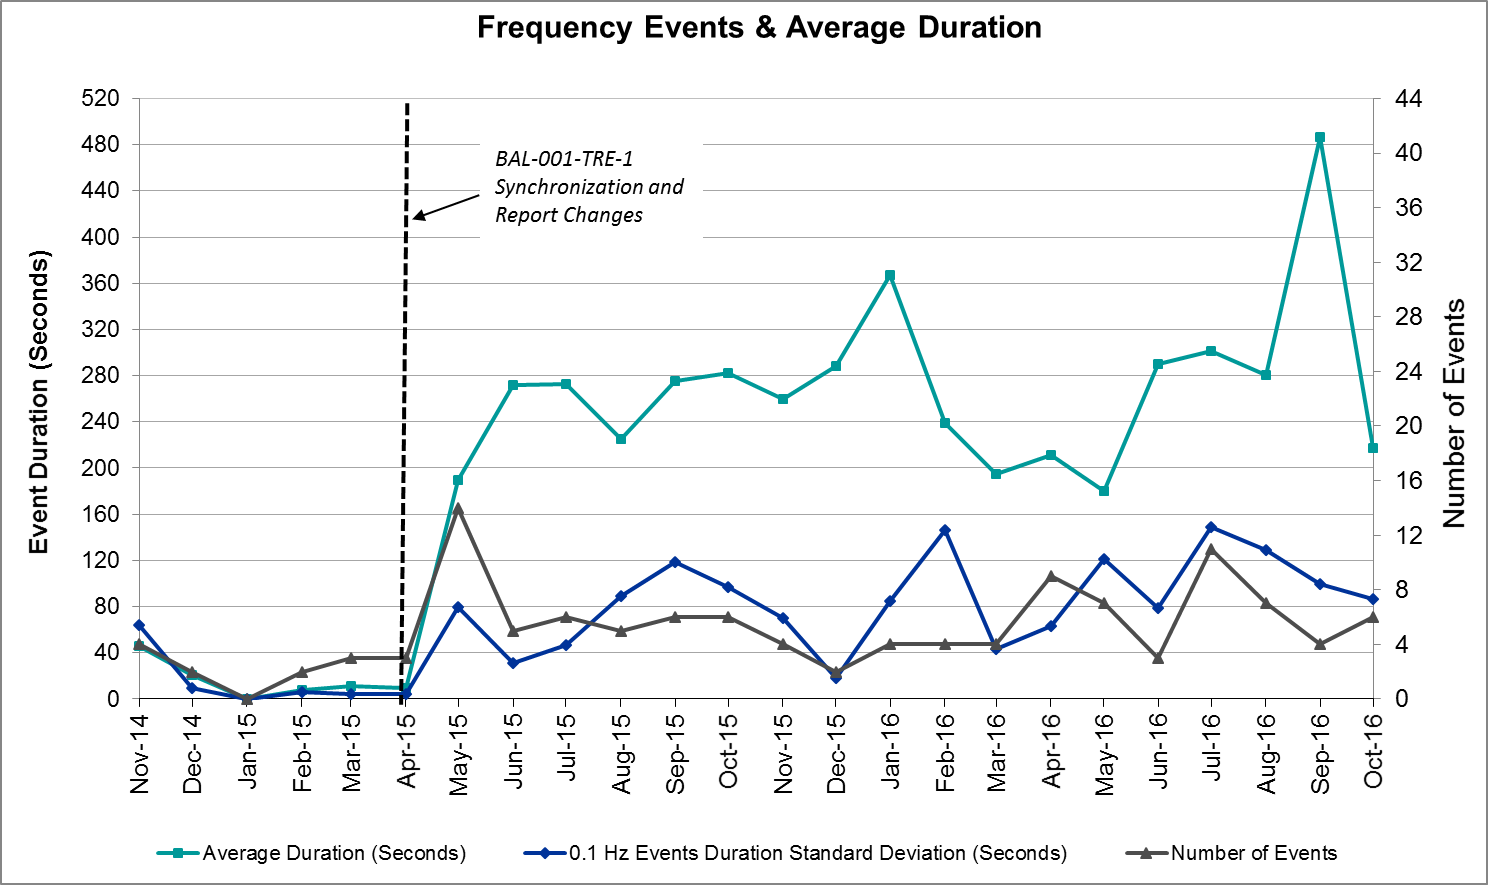 Frequency Events & Average Duration
520
480
440
400
360
320
280
240
200
160
120
80
40
0
Event Duration (Seconds)
BAL-001-TRE-1
Synchronization and
Report Changes
44
40
36
32
28
24
20
16
12
8
4
0
Number of Events
Nov-14
Dec-14
Jan-15
Feb-15
Mar-15
Apr-15
May-15
Jun-15
Jul-15
Aug-15
Sep-15
Oct-15
Nov-15
Dec-15
Jan-16
Feb-16
Mar-16
Apr-16
May-16
Jun-16
Jul-16
Aug-16
Sep-16
Oct-16
Average Duration (Seconds)
0.1 Hz Events Duration Standard Deviation (Seconds)
Number of Events